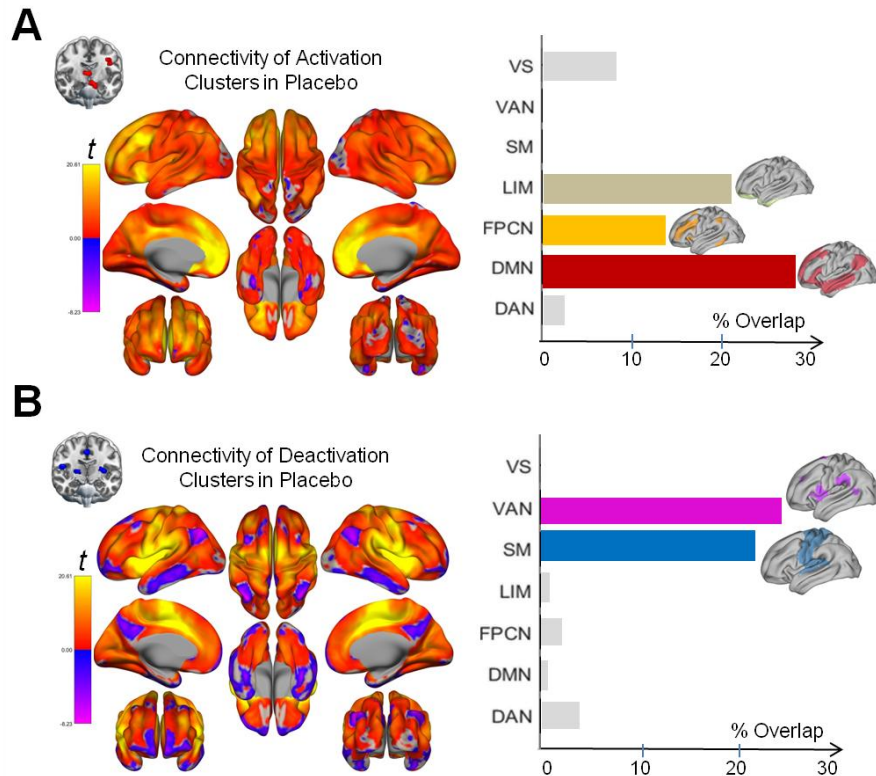 A
Connectivity of Activation
Clusters in Placebo
t
20.61
0.00
-8.23
VS
VAN
SM
LIM
FPCN
DMN
DAN
% Overlap
0 10 20 30
B
Connectivity of Deactivation
Clusters in Placebo
t
20.61
0.00
-8.23
VS
VAN
SM
LIM
FPCN
DMN
DAN
% Overlap
0 10 20 30